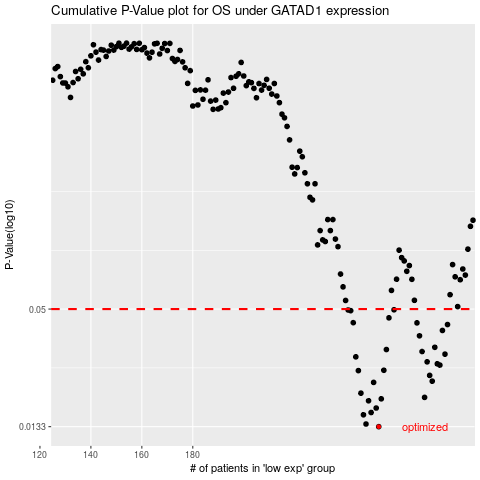 Cumulative P-Value plot for OS under GATAD1 expression
P-Value(log10)
0.05
0.0133
optimized
120 140 160 180
# of patients in 'low exp' group